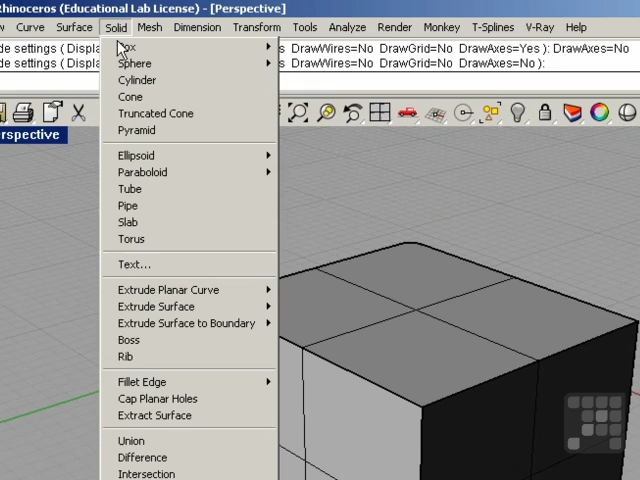 Rhinoceros (Educational Lab License) - [Perspective]
Curve Surface Solid Mesh Dimension Transform Tools Analyze Render Monkey T-Splines V-Ray Help
de settings ( Displa s DrawWires=No DrawGrid=No DrawAxes=Yes ): DrawAxes=No
de settings ( Displa s DrawWires=No DrawGrid=No DrawAxes=No ):
rspective
Sphere
Cylinder
Cone
Truncated Cone
Pyramid
Ellipsoid
Paraboloid
Tube
Pipe
Slab
Torus
Text...
Extrude Planar Curve
Extrude Surface
Extrude Surface to Boundary
Boss
Rib
Fillet Edge
Cap Planar Holes
Extract Surface
Union
Difference
Intersection